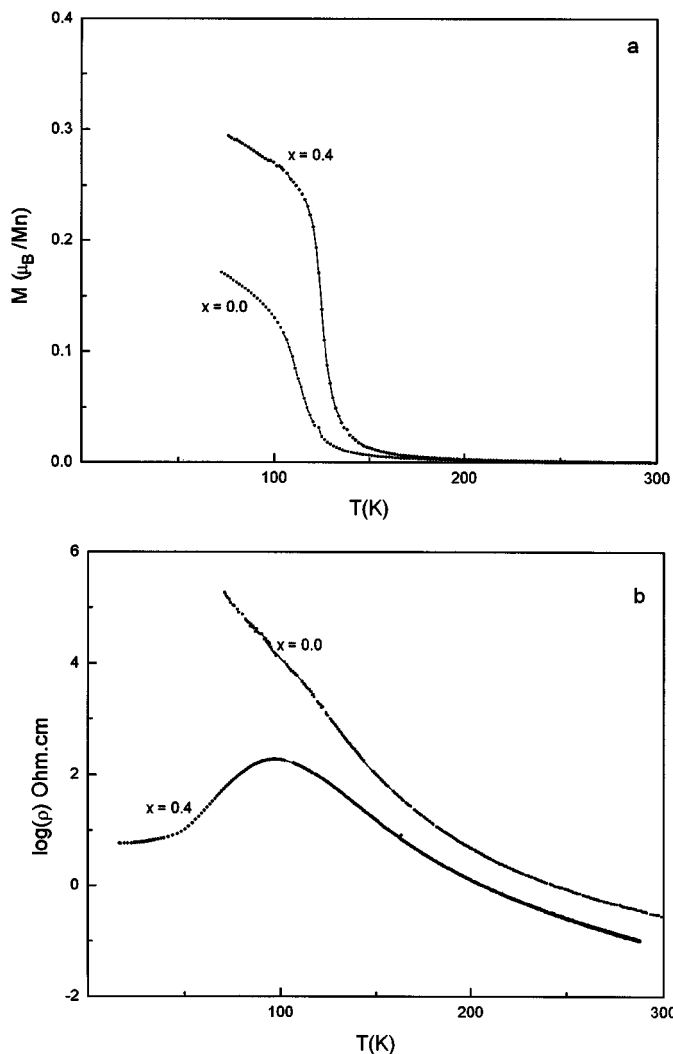 a
0.4
0.3
x = 0.4
M (μB /Mn)
0.2
x = 0.0
0.1
0.0
100
200
300
T(K)
b
6
x = 0.0
4
log(ρ) Ohm.cm
2
x = 0.4
0
-2
100
200
300
T(K)